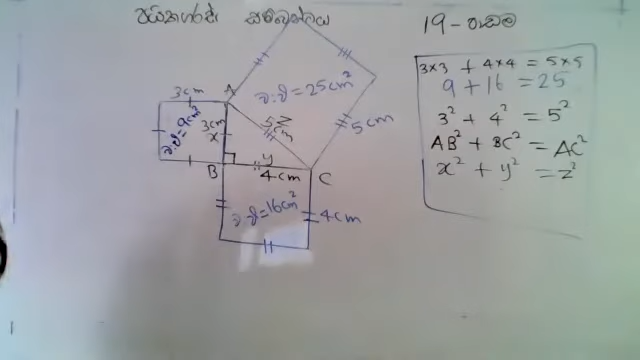 පයිතගරස් සම්බන්ධය
19 - පාඩම
3cm
A
ව.ඵ = 25cm²
ව.ඵ = 9cm²
3cm
x
5cm
Z
5cm
y
B
4cm
C
ව.ඵ = 16cm²
4cm
3×3 + 4×4 = 5×5
9 + 16 = 25
3² + 4² = 5²
AB² + BC² = AC²
x² + y² = z²